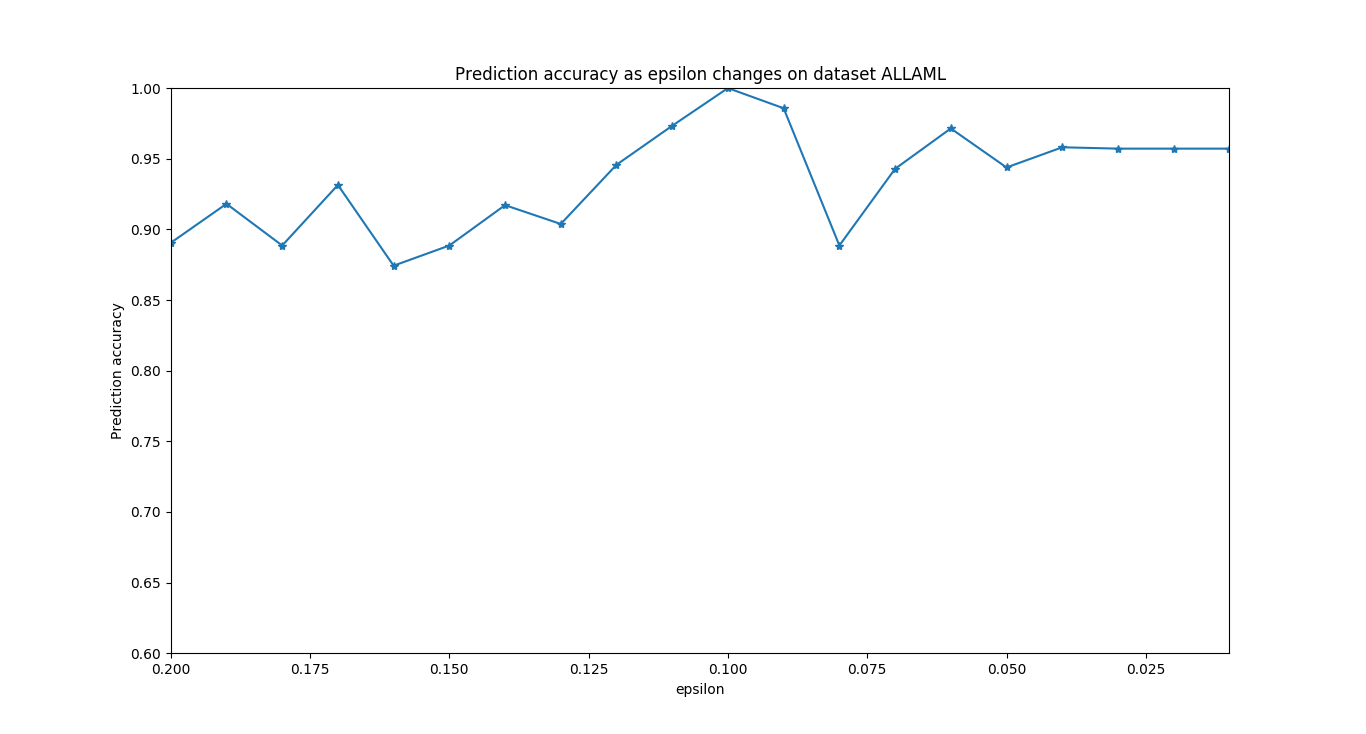 Prediction accuracy as epsilon changes on dataset ALLAML
1.00
0.95
0.90
0.85
0.80
0.75
0.70
0.65
0.60
Prediction accuracy
0.200 0.175 0.150 0.125 0.100 0.075 0.050 0.025
epsilon